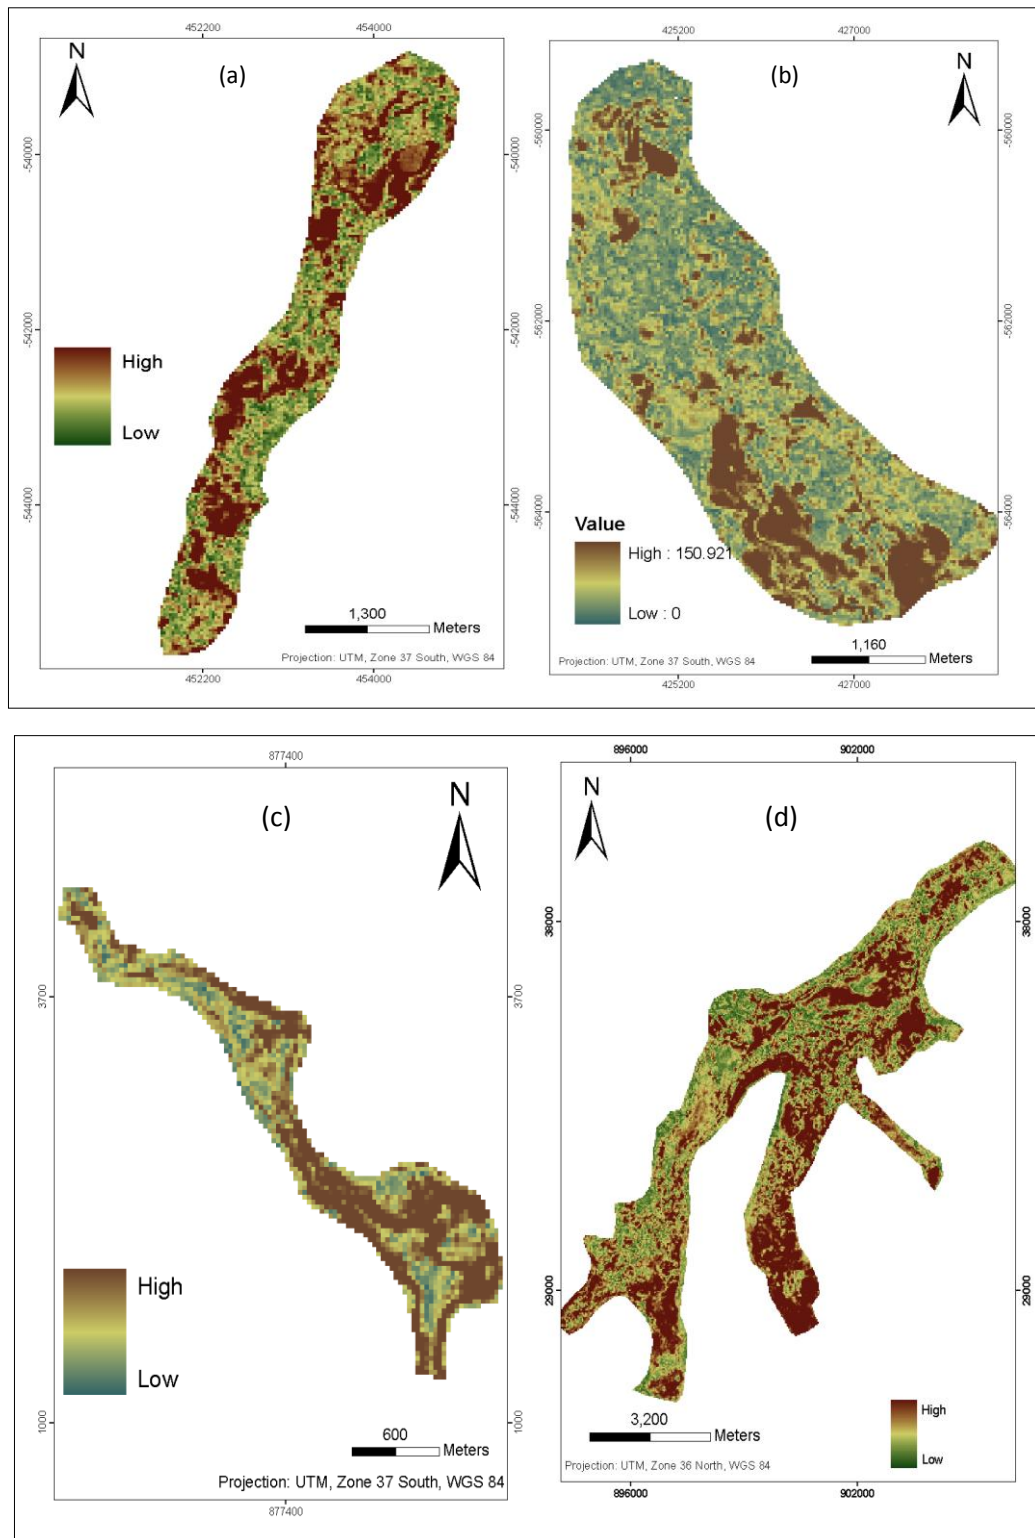 452200 454000
N
(a)
-540000 -540000
-542000 -542000
High
Low
-544000 -544000
1,300
Meters
Projection: UTM, Zone 37 South, WGS 84
452200 454000
425200 427000
(b)
N
-560000 -560000
-562000 -562000
-564000 -564000
Value
High : 150.921
Low : 0
1,160
Meters
Projection: UTM, Zone 37 South, WGS 84
425200 427000
877400
N
(c)
3700 3700
High
Low
1000 1000
600
Meters
Projection: UTM, Zone 37 South, WGS 84
877400
896000 902000
N
(d)
38000 38000
29000 29000
3,200
Meters
High
Low
Projection: UTM, Zone 36 North, WGS 84
896000 902000